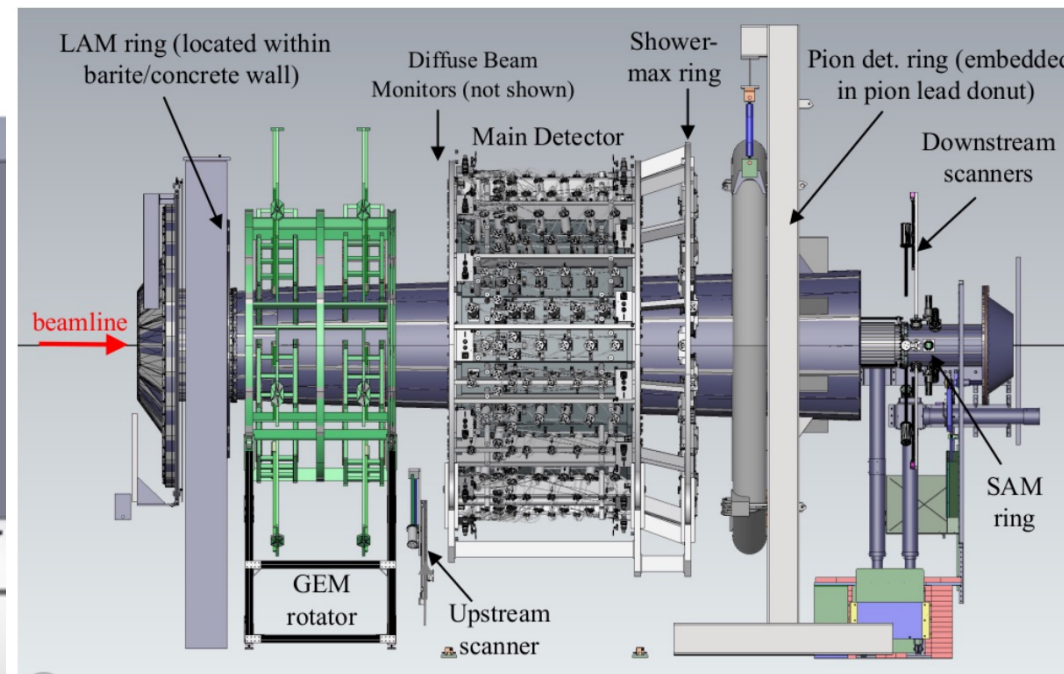 LAM ring (located within
barite/concrete wall)
Diffuse Beam
Monitors (not shown)
Main Detector
Shower-
max ring
Pion det. ring (embedded
in pion lead donut)
Downstream
scanners
beamline
SAM
ring
GEM
rotator
Upstream
scanner